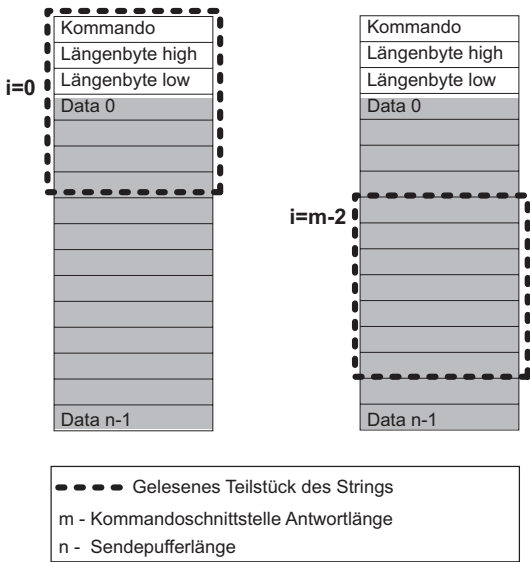 i=0
Kommando
Längenbyte high
Längenbyte low
Data 0
Data n-1
i=m-2
Kommando
Längenbyte high
Längenbyte low
Data 0
Data n-1
Gelesenes Teilstück des Strings
m - Kommandoschnittstelle Antwortlänge
n - Sendepufferlänge